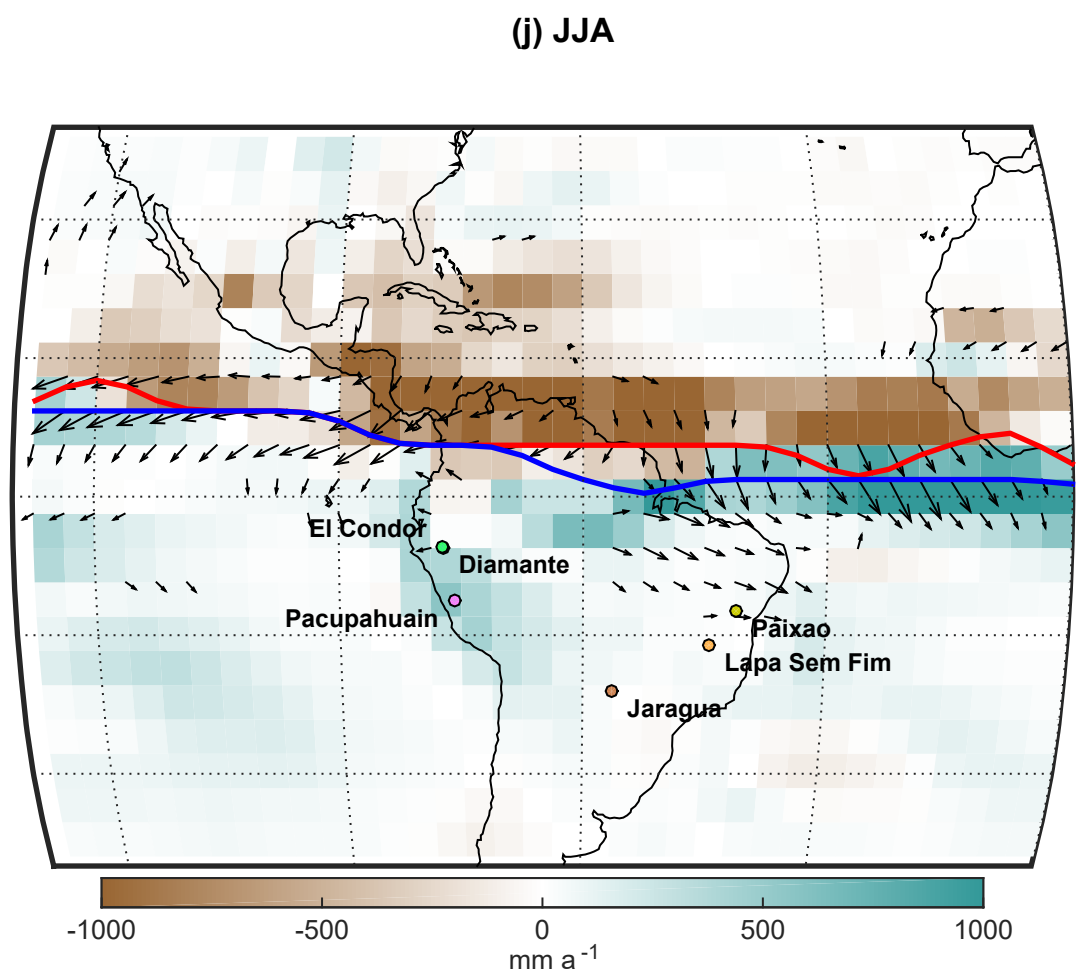 (j) JJA
El Condor
Diamante
Pacupahuain
Paixao
Lapa Sem Fim
Jaragua
-1000 -500 0 500 1000
mm a⁻¹